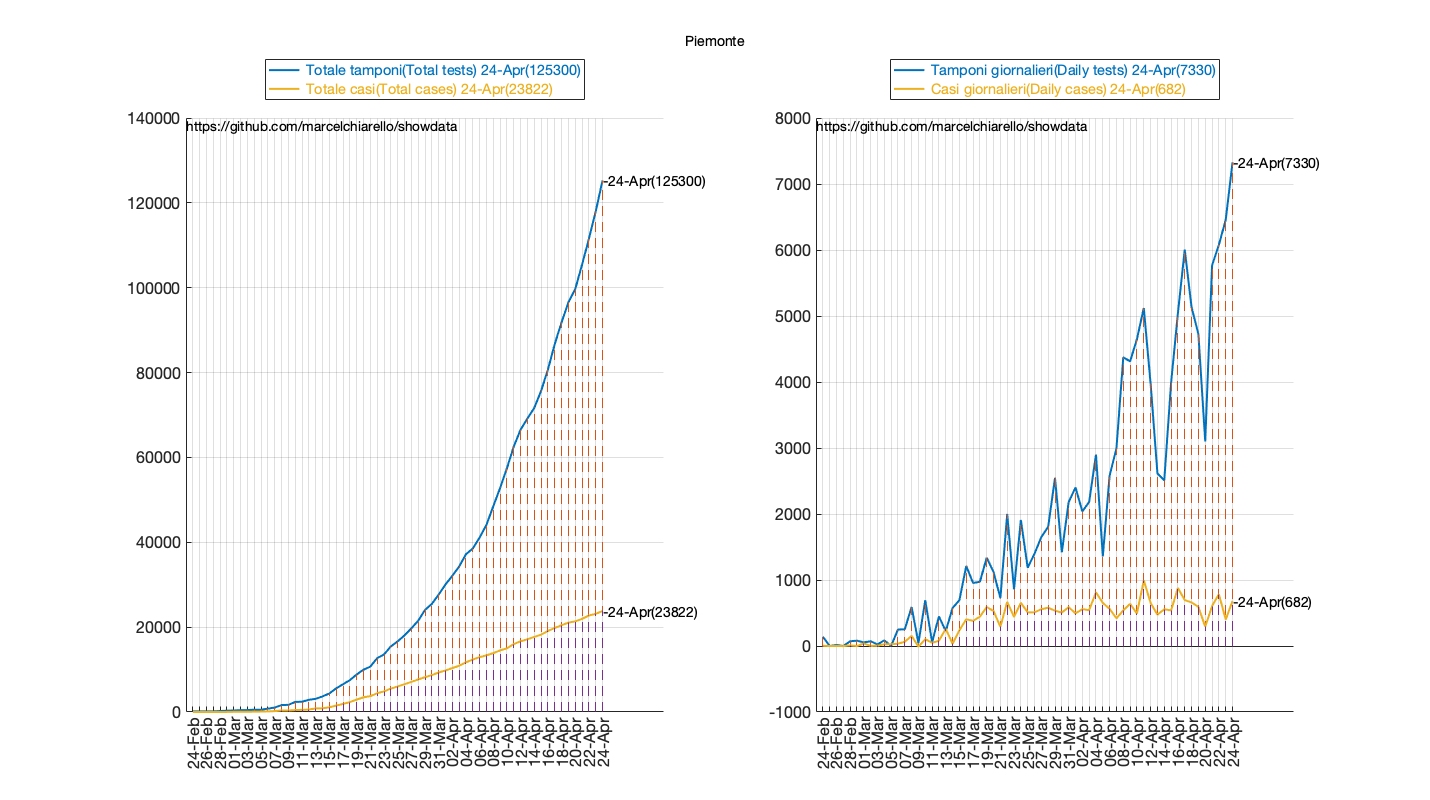 Piemonte
Totale tamponi(Total tests) 24-Apr(125300)
Totale casi(Total cases) 24-Apr(23822)
140000
120000
100000
80000
60000
40000
20000
0
https://github.com/marcelchiarello/showdata
24-Apr(125300)
24-Apr(23822)
24-Feb
26-Feb
28-Feb
01-Mar
03-Mar
05-Mar
07-Mar
09-Mar
11-Mar
13-Mar
15-Mar
17-Mar
19-Mar
21-Mar
23-Mar
25-Mar
27-Mar
29-Mar
31-Mar
02-Apr
04-Apr
06-Apr
08-Apr
10-Apr
12-Apr
14-Apr
16-Apr
18-Apr
20-Apr
22-Apr
24-Apr
Tamponi giornalieri(Daily tests) 24-Apr(7330)
Casi giornalieri(Daily cases) 24-Apr(682)
8000
7000
6000
5000
4000
3000
2000
1000
0
-1000
https://github.com/marcelchiarello/showdata
24-Apr(7330)
24-Apr(682)
24-Feb
26-Feb
28-Feb
01-Mar
03-Mar
05-Mar
07-Mar
09-Mar
11-Mar
13-Mar
15-Mar
17-Mar
19-Mar
21-Mar
23-Mar
25-Mar
27-Mar
29-Mar
31-Mar
02-Apr
04-Apr
06-Apr
08-Apr
10-Apr
12-Apr
14-Apr
16-Apr
18-Apr
20-Apr
22-Apr
24-Apr